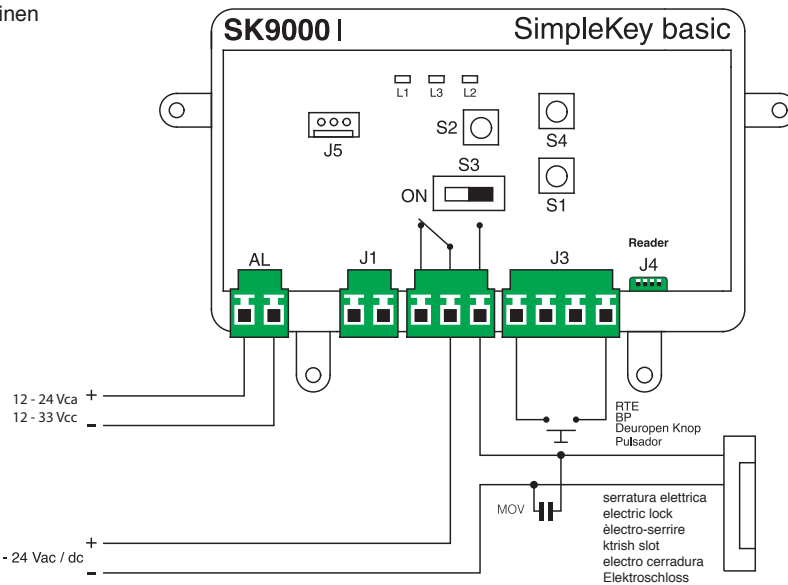 inen
SK9000 I
SimpleKey basic
L1 L3 L2
J5
S2
S4
S3
ON
S1
AL
J1
J3
Reader
J4
12 - 24 Vca +
12 - 33 Vcc -
RTE
BP
Deuropen Knop
Pulsador
MOV
serratura elettrica
electric lock
èlectro-serrire
ktrish slot
electro cerradura
Elektroschloss
+
- 24 Vac / dc
-